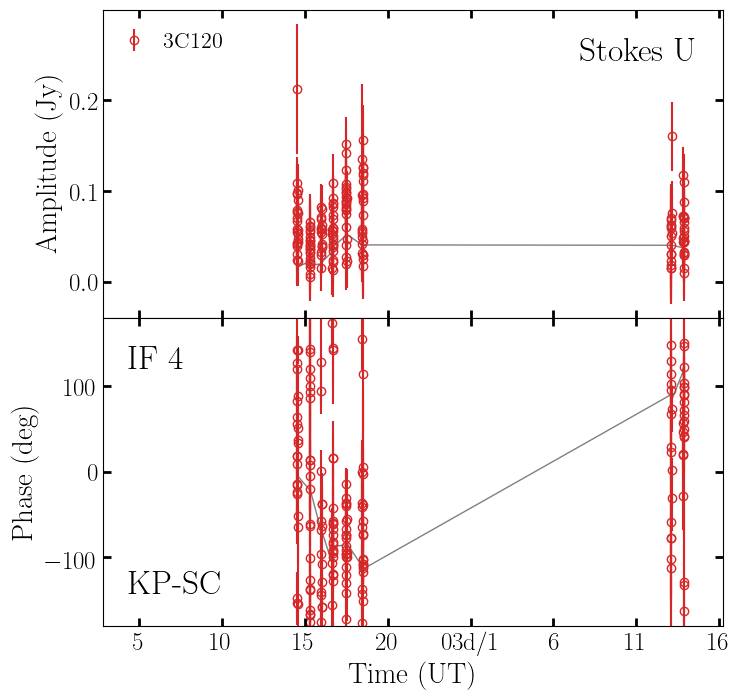 3C120
Stokes U
Amplitude (Jy)
0.2
0.1
0.0
IF 4
KP-SC
Phase (deg)
100
0
−100
5 10 15 20 03d/1 6 11 16
Time (UT)